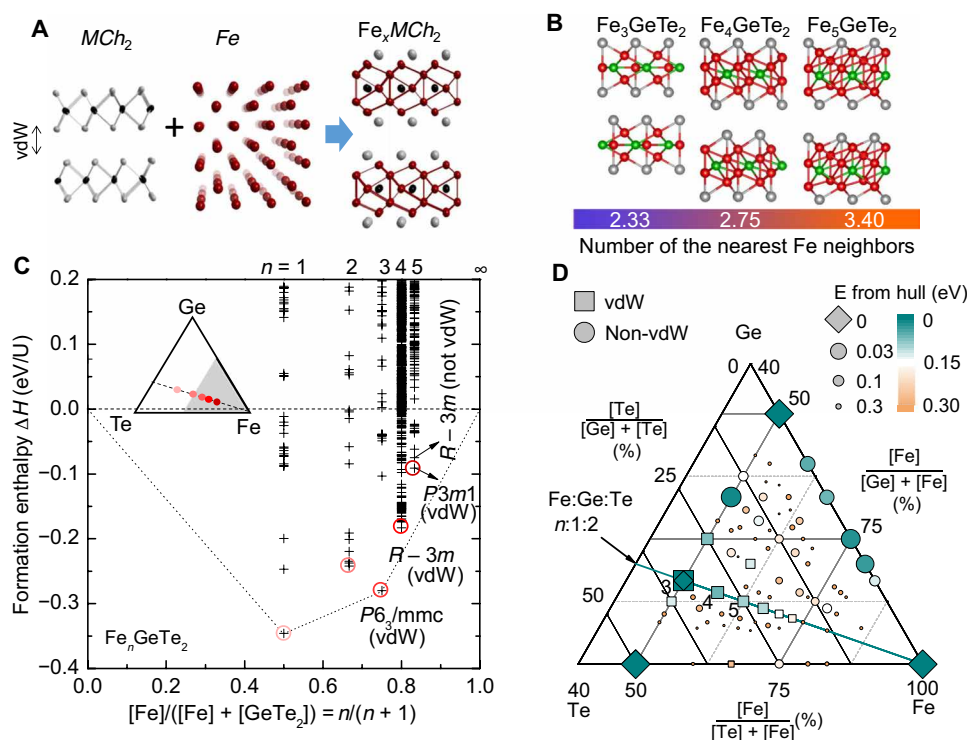 A
MCh₂
Fe
FeₓMCh₂
vdW
+
B
Fe₃GeTe₂ Fe₄GeTe₂ Fe₅GeTe₂
2.33 2.75 3.40
Number of the nearest Fe neighbors
C
n = 1 2 3 4 5 ∞
0.2
0.1
0.0
−0.1
−0.2
−0.3
−0.4
Formation enthalpy Δ H (eV/U)
Ge
Te
Fe
R − 3m (not vdW)
P3m1
(vdW)
R − 3m
(vdW)
P6₃/mmc
(vdW)
FeₙGeTe₂
0.0 0.2 0.4 0.6 0.8 1.0
[Fe]/([Fe] + [GeTe₂]) = n/(n + 1)
D
vdW
Non-vdW
E from hull (eV)
0
0.03
0.1
0.3
0
0.15
0.30
Ge
0 40
50
[Te]
[Ge] + [Te]
(%)
25
[Fe]
[Ge] + [Fe]
(%)
Fe:Ge:Te
n:1:2
75
50
3
4
5
40 50 75 100
Te
Fe
[Fe]
[Te] + [Fe]
(%)